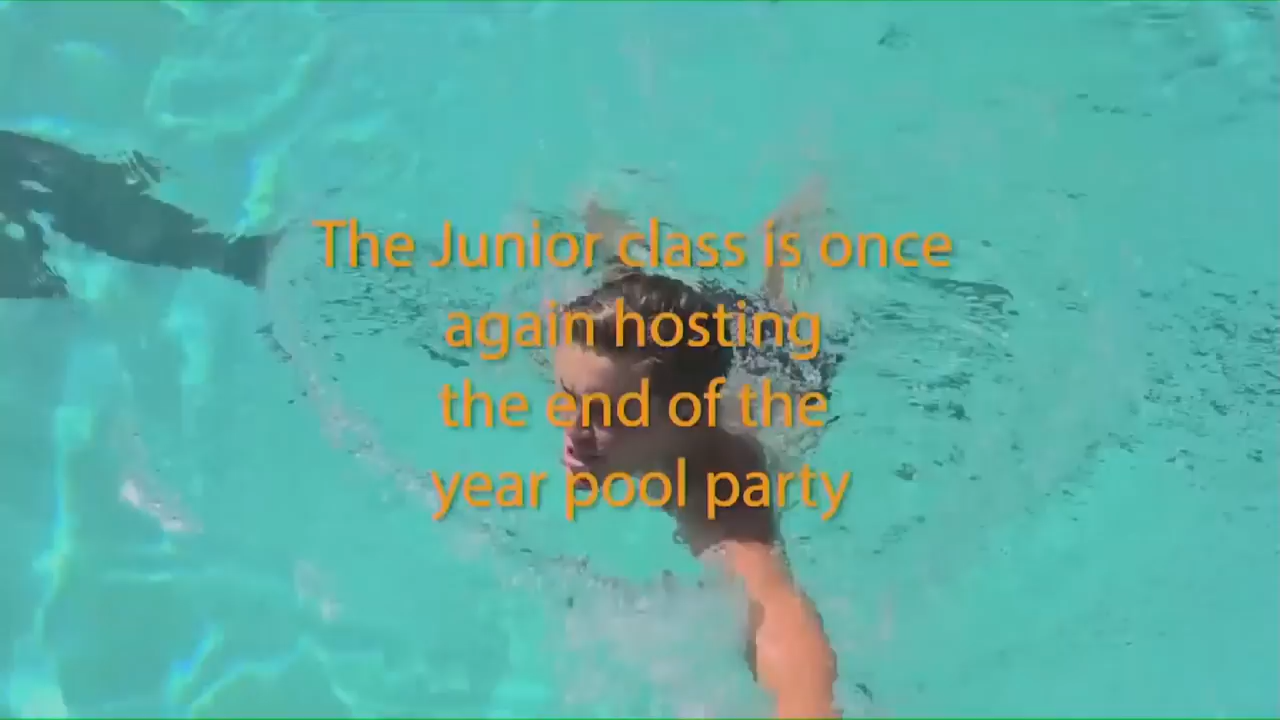 The Junior class is once
again hosting
the end of the
year pool party